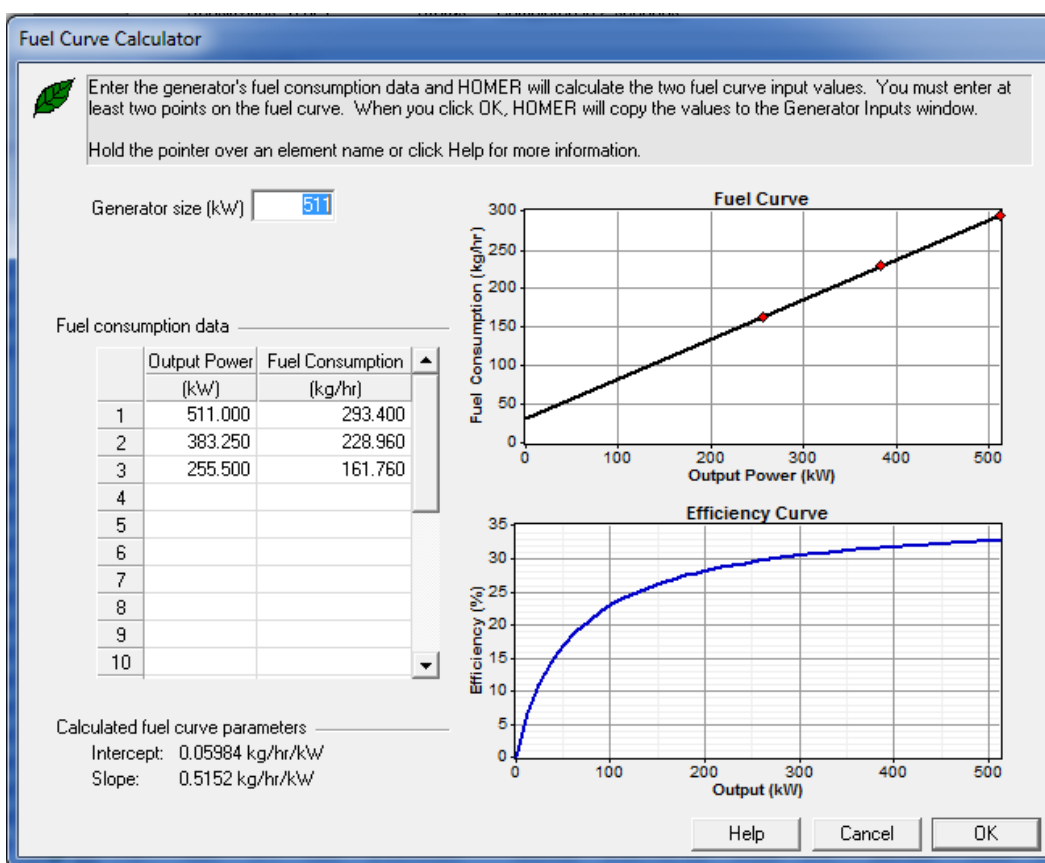 Fuel Curve Calculator
Enter the generator's fuel consumption data and HOMER will calculate the two fuel curve input values. You must enter at
least two points on the fuel curve. When you click OK, HOMER will copy the values to the Generator Inputs window.
Hold the pointer over an element name or click Help for more information.
Generator size (kW) 511
Fuel consumption data
Output Power Fuel Consumption
(kW) (kg/hr)
1 511.000 293.400
2 383.250 228.960
3 255.500 161.760
4
5
6
7
8
9
10
Calculated fuel curve parameters
Intercept: 0.05984 kg/hr/kW
Slope: 0.5152 kg/hr/kW
Fuel Curve
Fuel Consumption (kg/hr)
300
250
200
150
100
50
0
0 100 200 300 400 500
Output Power (kW)
Efficiency Curve
Efficiency (%)
35
30
25
20
15
10
5
0
0 100 200 300 400 500
Output (kW)
Help Cancel OK